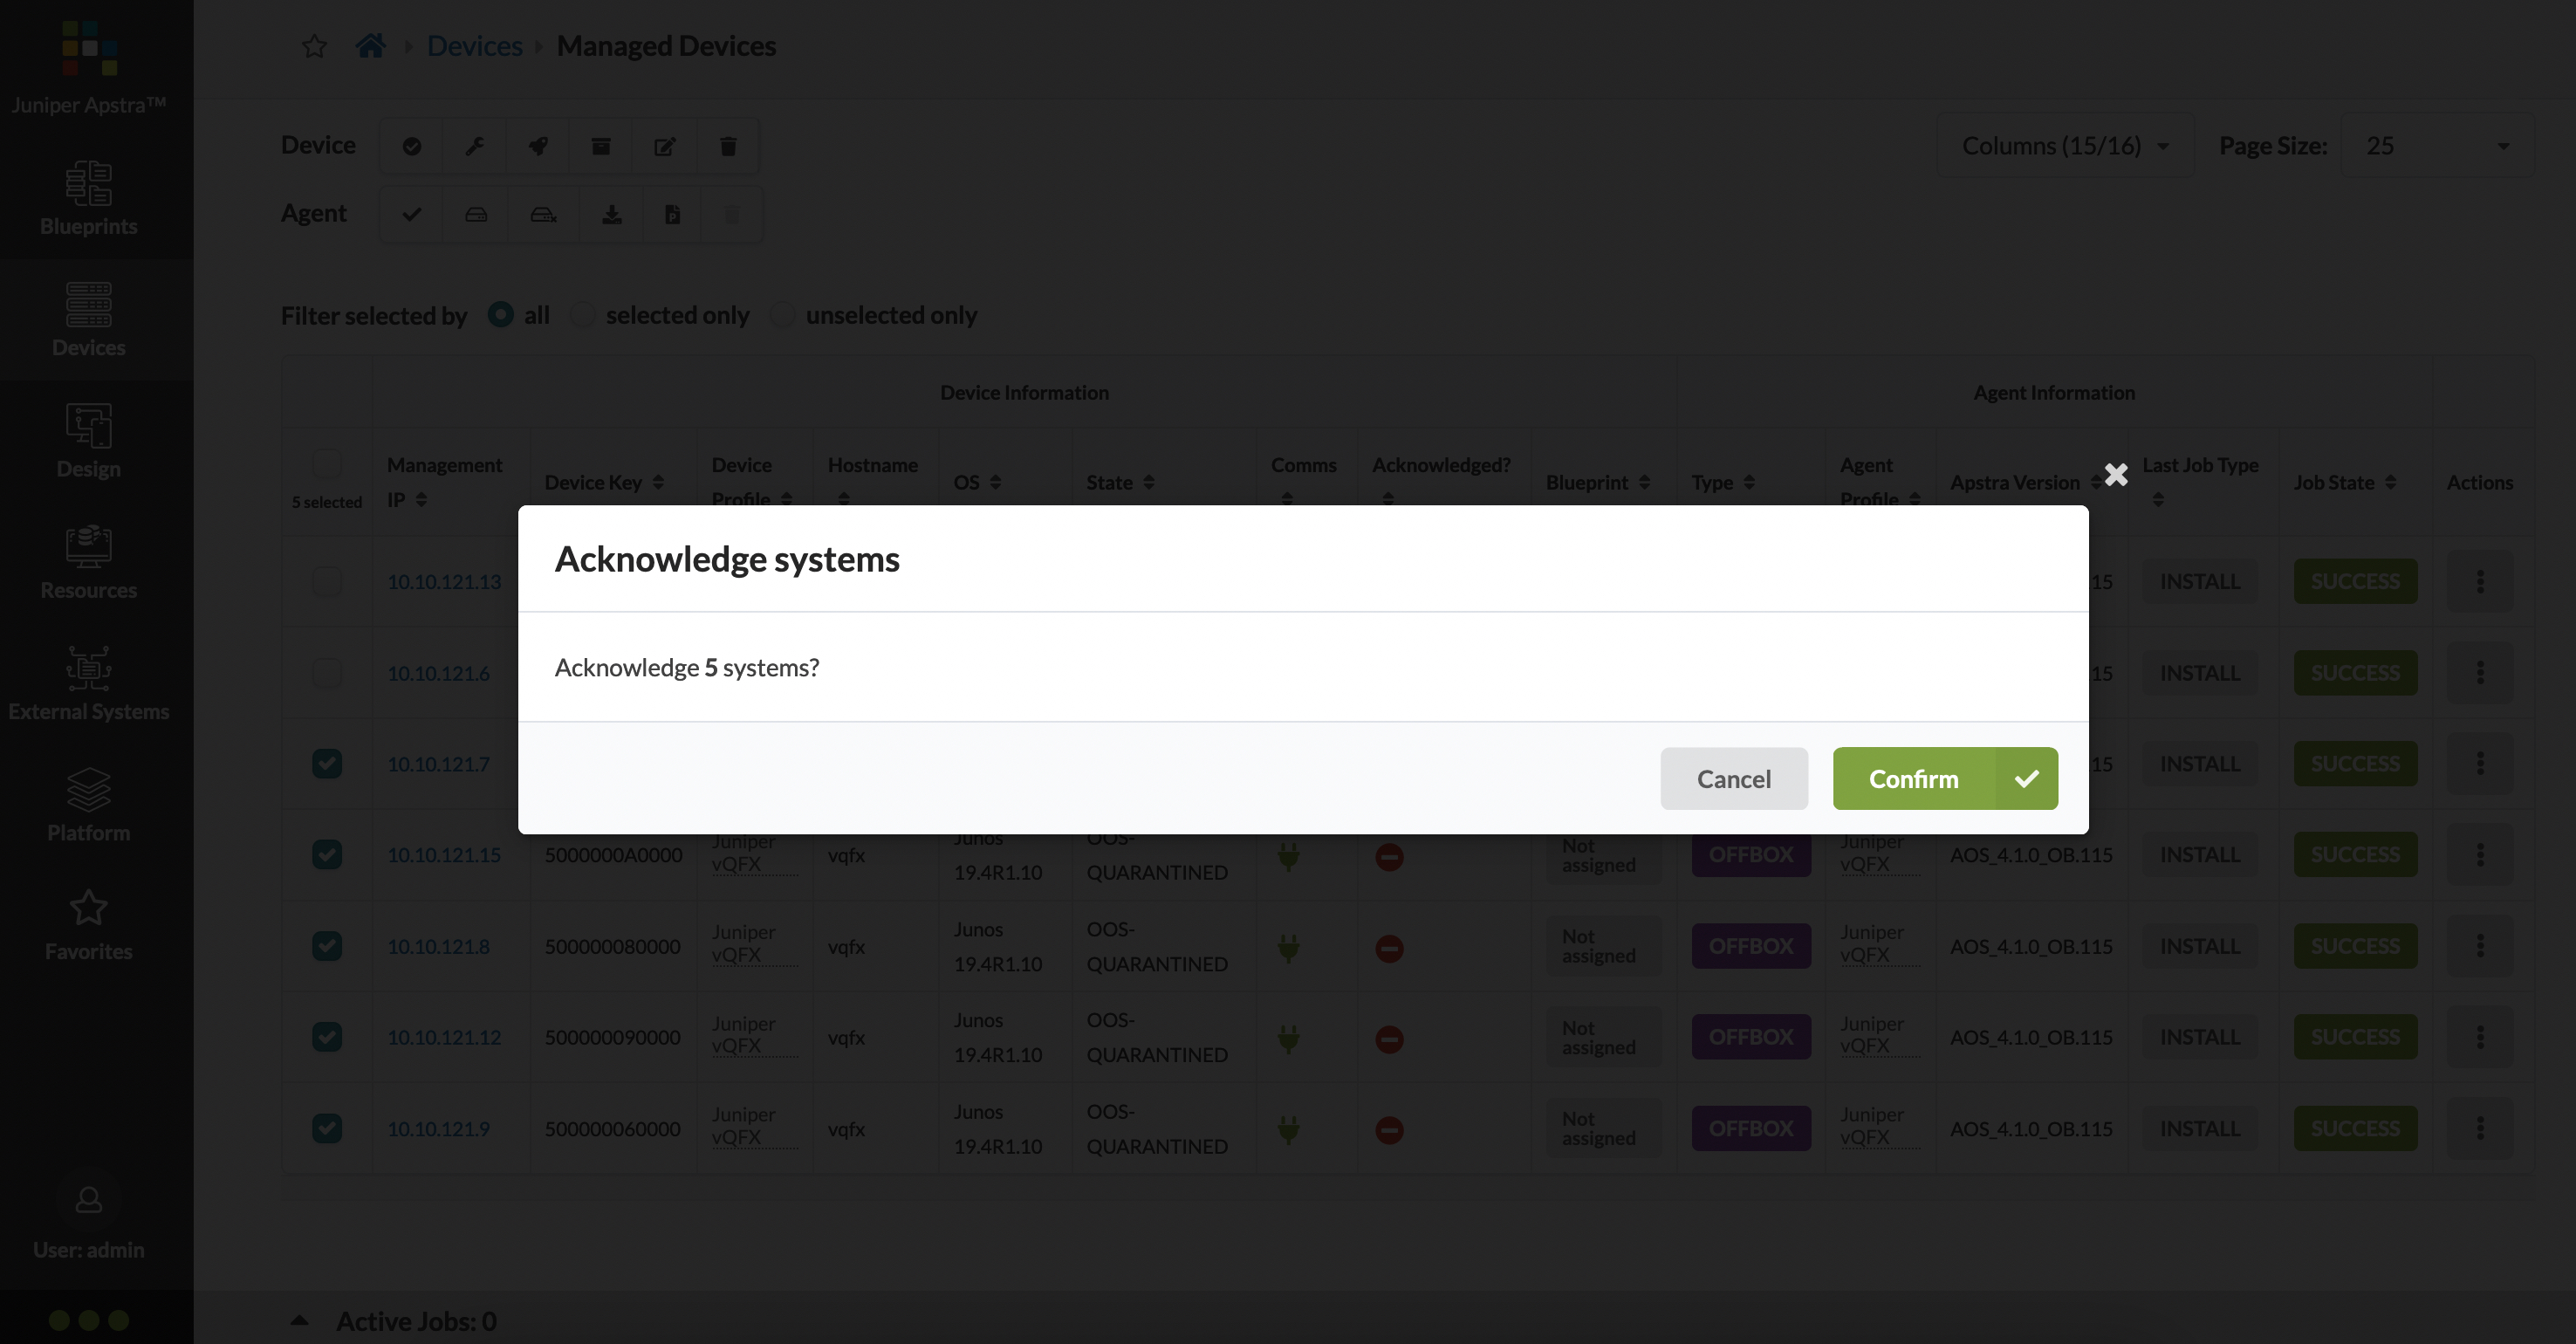 Juniper Apstra™
Blueprints
Devices
Design
Resources
External Systems
Platform
Favorites
User: admin
Devices Managed Devices
Device
Agent
Columns (15/16) Page Size: 25
Filter selected by all selected only unselected only
Device Information Agent Information
5 selected
Management IP
Device Key
Device Profile
Hostname
OS
State
Comms
Acknowledged?
Blueprint
Type
Agent Profile
Apstra Version
Last Job Type
Job State
Actions
10.10.121.13 15 INSTALL SUCCESS
10.10.121.6 15 INSTALL SUCCESS
10.10.121.7 15 INSTALL SUCCESS
Acknowledge systems
Acknowledge 5 systems?
Cancel Confirm
10.10.121.15 5000000A0000 Juniper vQFX vqfx Junos 19.4R1.10 OOS-QUARANTINED Not assigned OFFBOX Juniper vQFX AOS_4.1.0_OB.115 INSTALL SUCCESS
10.10.121.8 500000080000 Juniper vQFX vqfx Junos 19.4R1.10 OOS-QUARANTINED Not assigned OFFBOX Juniper vQFX AOS_4.1.0_OB.115 INSTALL SUCCESS
10.10.121.12 500000090000 Juniper vQFX vqfx Junos 19.4R1.10 OOS-QUARANTINED Not assigned OFFBOX Juniper vQFX AOS_4.1.0_OB.115 INSTALL SUCCESS
10.10.121.9 500000060000 Juniper vQFX vqfx Junos 19.4R1.10 OOS-QUARANTINED Not assigned OFFBOX Juniper vQFX AOS_4.1.0_OB.115 INSTALL SUCCESS
Active Jobs: 0